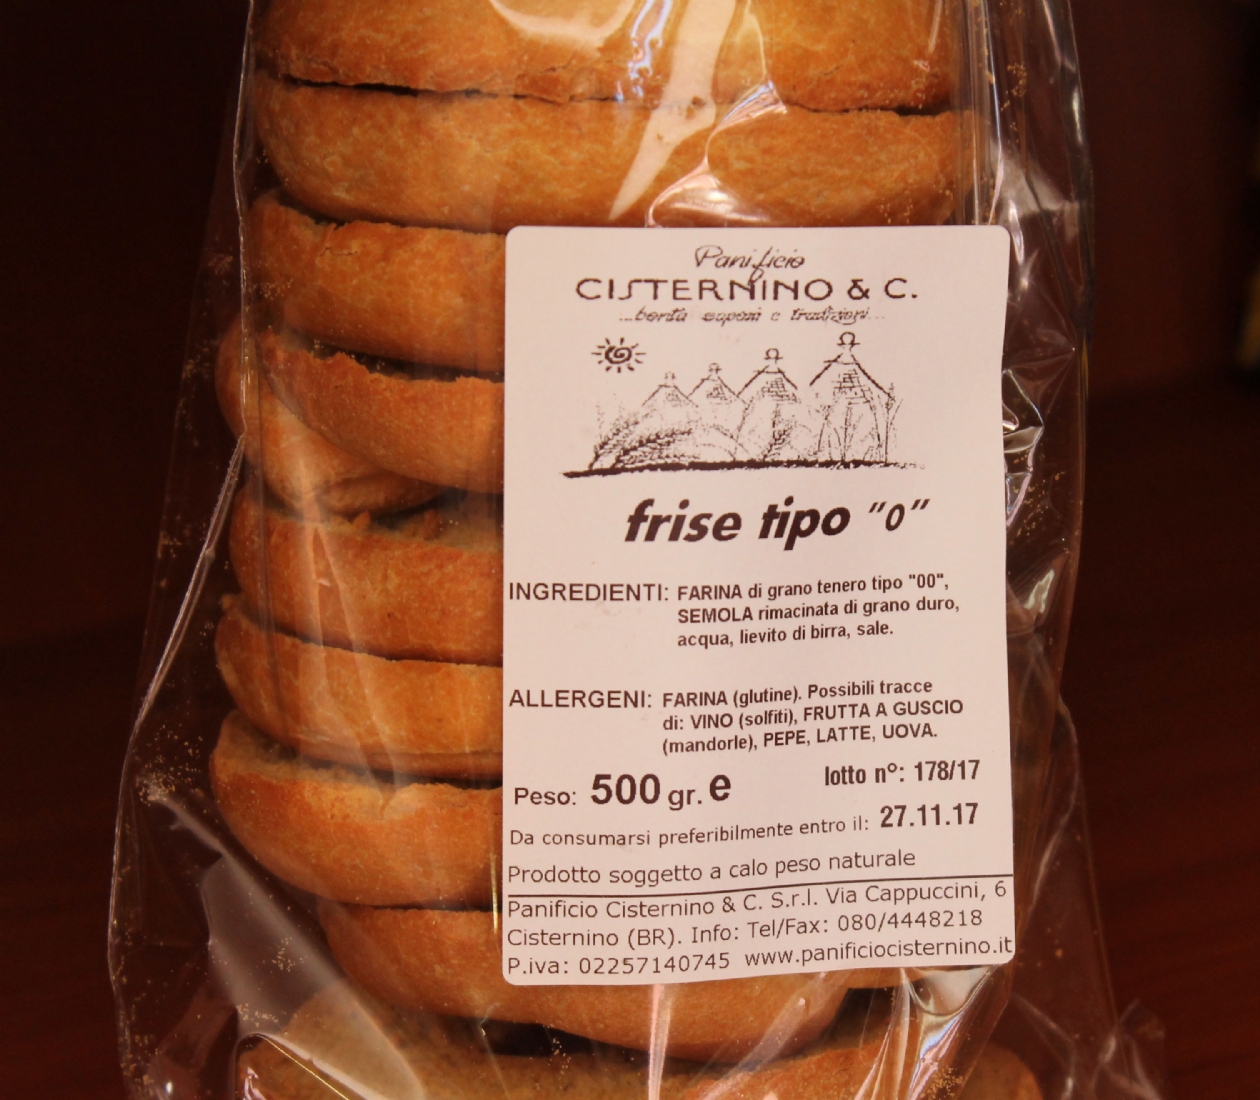 Panificio
CISTERNINO & C.
...bontà sapori e tradizioni...
frise tipo "0"
INGREDIENTI: FARINA di grano tenero tipo "00",
SEMOLA rimacinata di grano duro,
acqua, lievito di birra, sale.
ALLERGENI: FARINA (glutine). Possibili tracce
di: VINO (solfiti), FRUTTA A GUSCIO
(mandorle), PEPE, LATTE, UOVA.
Peso: 500 gr. e lotto n°: 178/17
Da consumarsi preferibilmente entro il: 27.11.17
Prodotto soggetto a calo peso naturale
Panificio Cisternino & C. S.r.l. Via Cappuccini, 6
Cisternino (BR). Info: Tel/Fax: 080/4448218
P.iva: 02257140745 www.panificiocisternino.it